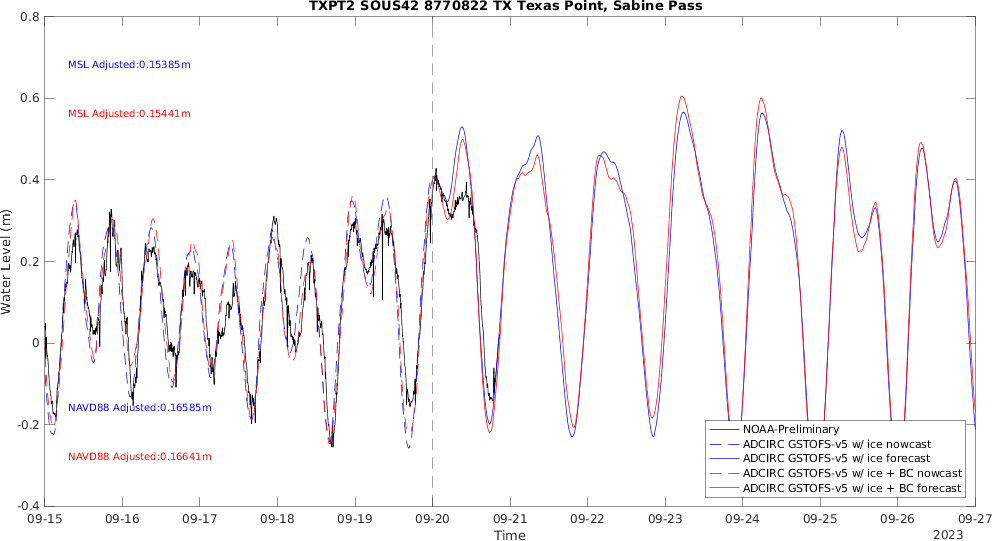 TXPT2 SOUS42 8770822 TX Texas Point, Sabine Pass
0.8
0.6
0.4
0.2
0
-0.2
-0.4
Water Level (m)
MSL Adjusted:0.15385m
MSL Adjusted:0.15441m
NAVD88 Adjusted:0.16585m
NAVD88 Adjusted:0.16641m
NOAA-Preliminary
ADCIRC GSTOFS-v5 w/ ice nowcast
ADCIRC GSTOFS-v5 w/ ice forecast
ADCIRC GSTOFS-v5 w/ ice + BC nowcast
ADCIRC GSTOFS-v5 w/ ice + BC forecast
09-15 09-16 09-17 09-18 09-19 09-20 09-21 09-22 09-23 09-24 09-25 09-26 09-27
Time
2023